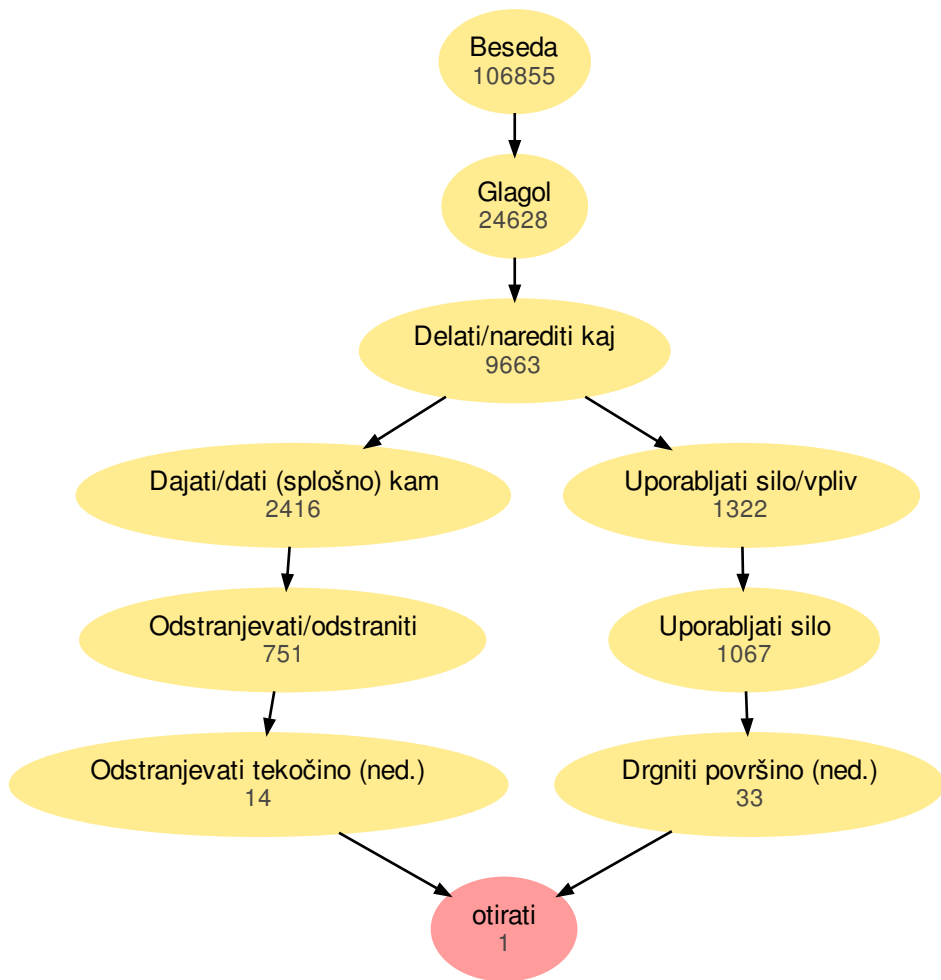 Beseda
106855
Glagol
24628
Delati/narediti kaj
9663
Dajati/dati (splošno) kam
2416
Uporabljati silo/vpliv
1322
Odstranjevati/odstraniti
751
Uporabljati silo
1067
Odstranjevati tekočino (ned.)
14
Drgniti površino (ned.)
33
otirati
1